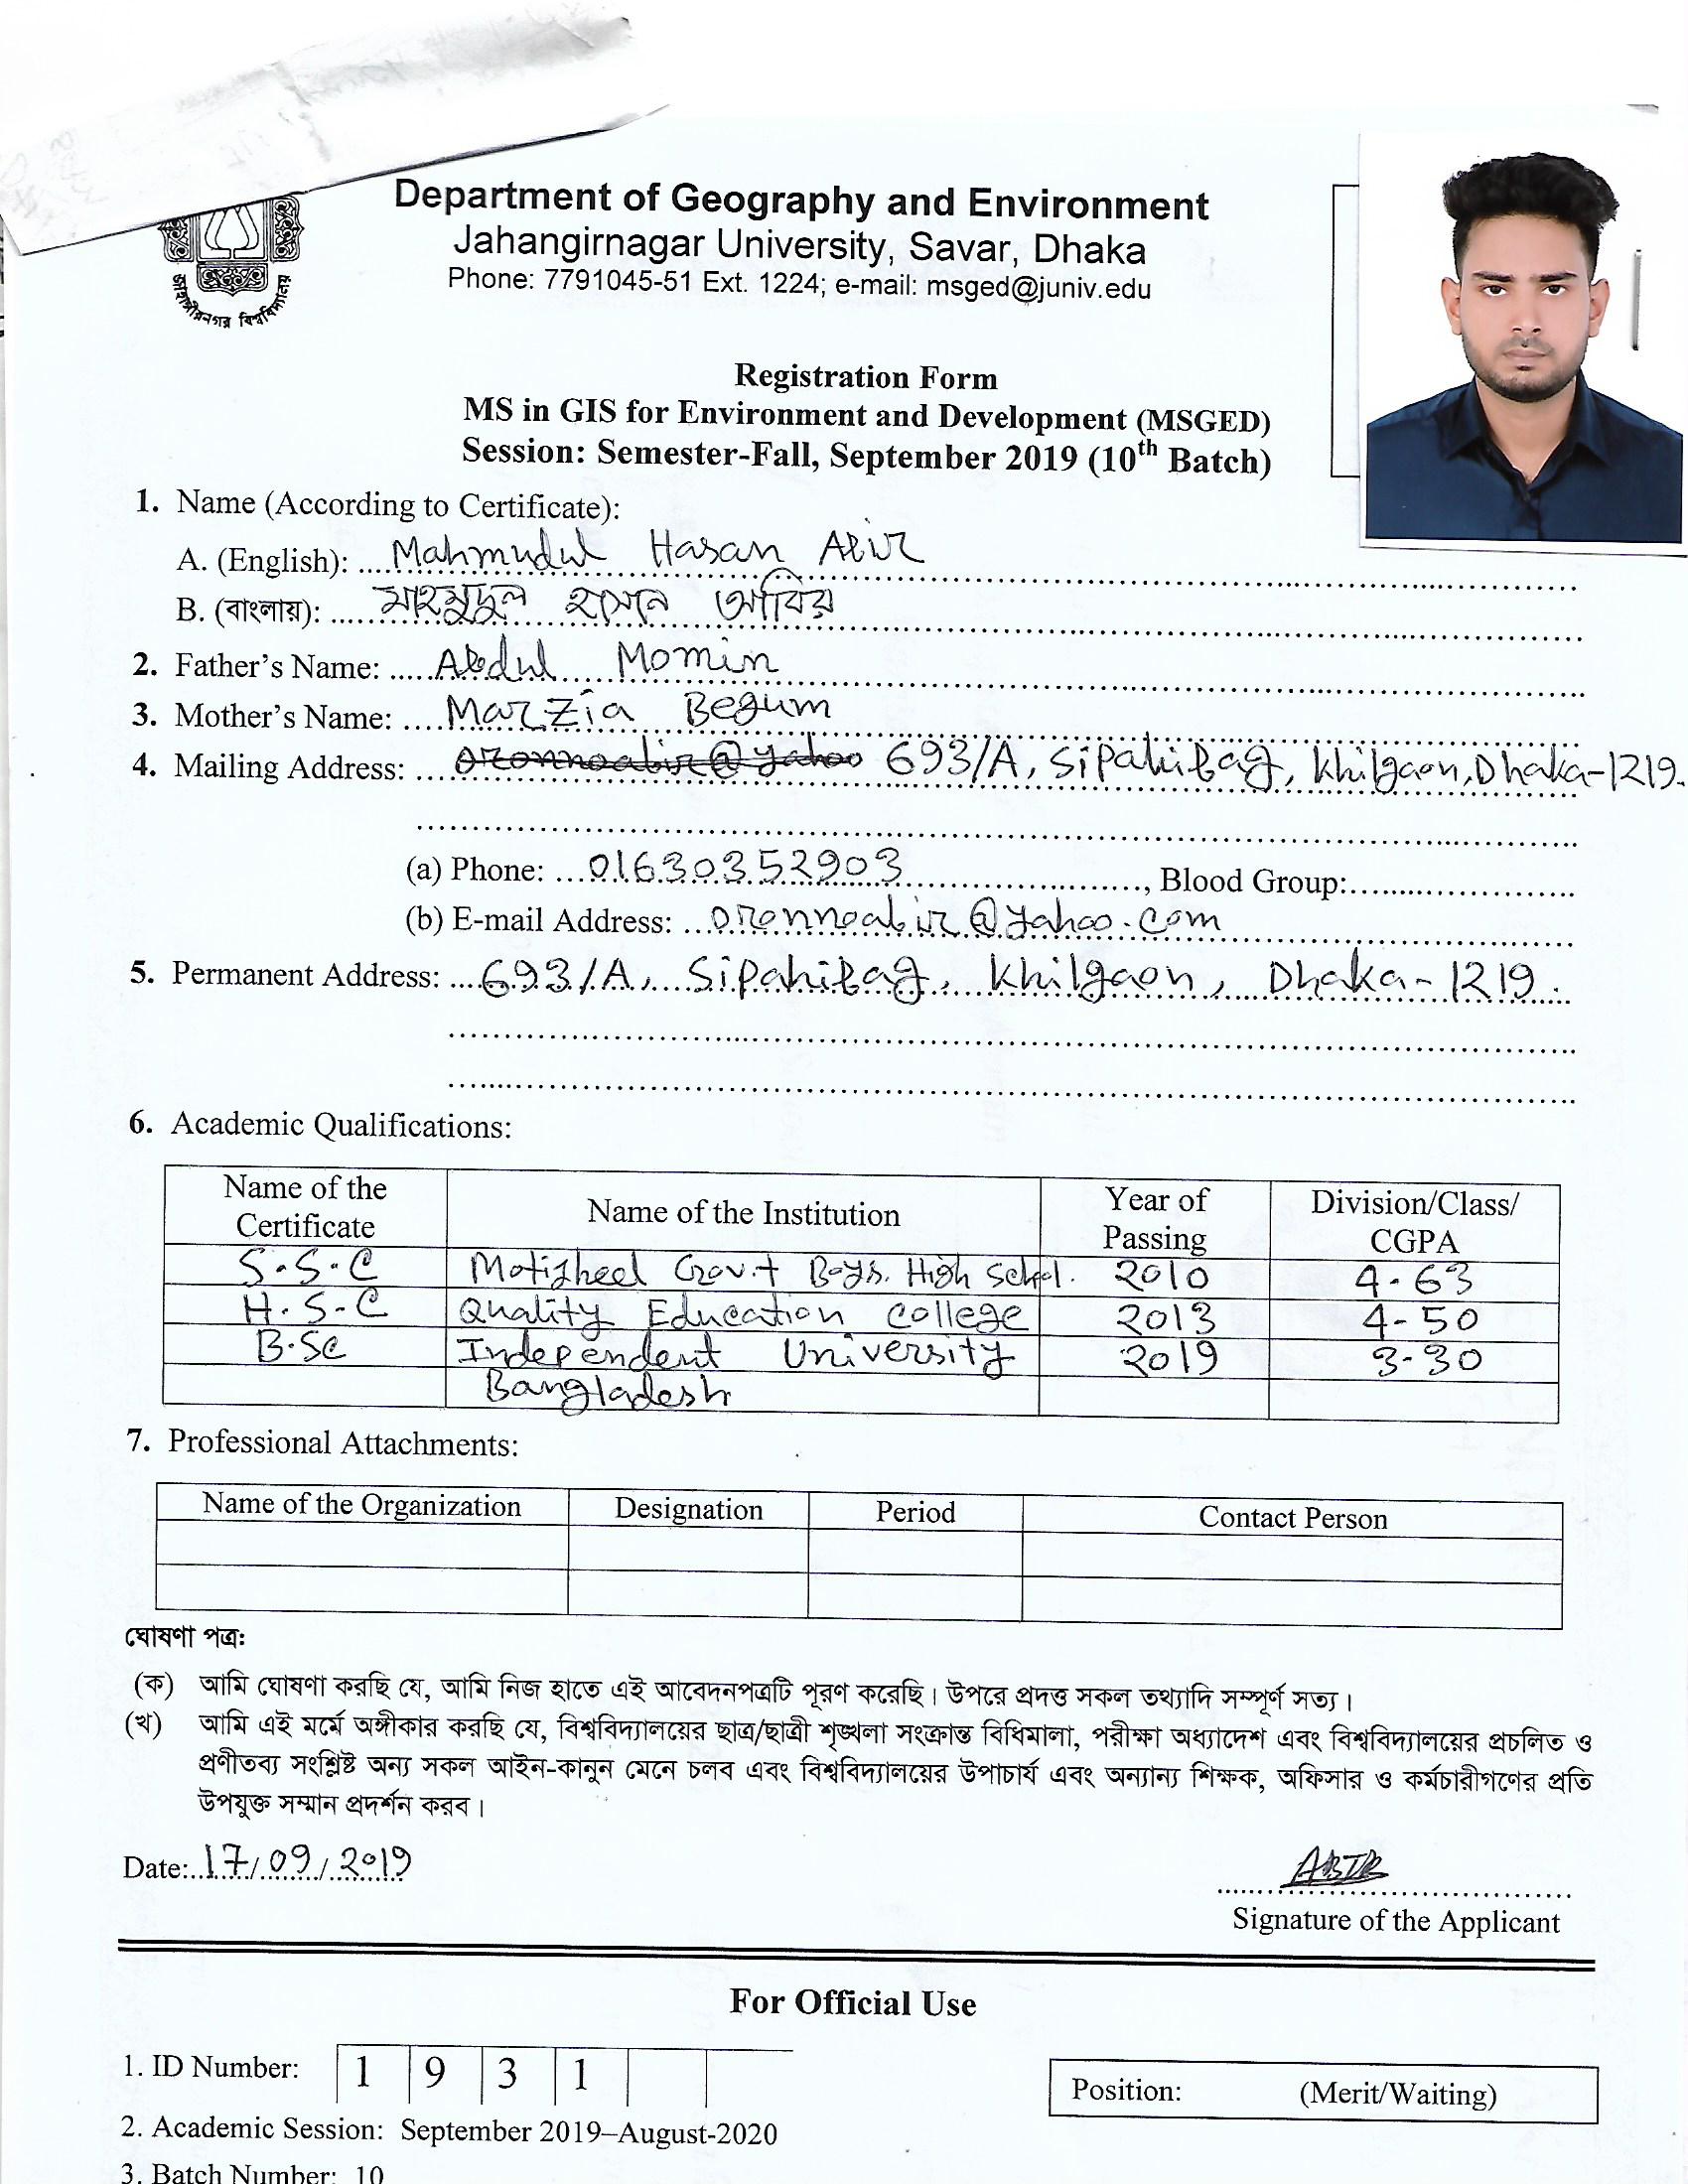 জাহাঙ্গীরনগর বিশ্ববিদ্যালয়
Department of Geography and Environment
Jahangirnagar University, Savar, Dhaka
Phone: 7791045-51 Ext. 1224; e-mail: msged@juniv.edu
Registration Form
MS in GIS for Environment and Development (MSGED)
Session: Semester-Fall, September 2019 (10th Batch)
1. Name (According to Certificate):
A. (English): Mahmudul Hasan Abir
B. (বাংলায়): মাহমুদুল হাসান আবির
2. Father's Name: Abdul Momin
3. Mother's Name: Marzia Begum
4. Mailing Address: oronnoabir@yahoo 693/A, Sipahibag, Khilgaon, Dhaka-1219.
(a) Phone: 01630352903, Blood Group:
(b) E-mail Address: oronnoabir@yahoo.com
5. Permanent Address: 693/A, Sipahibag, Khilgaon, Dhaka-1219.
6. Academic Qualifications:
Name of the Certificate Name of the Institution Year of Passing Division/Class/CGPA
S.S.C Motijheel Gov.t Boys. High School. 2010 4.63
H.S.C Quality Education College 2013 4.50
B.Sc Independent University 2019 3.30
Bangladesh
7. Professional Attachments:
Name of the Organization Designation Period Contact Person
ঘোষণা পত্র:
(ক) আমি ঘোষণা করছি যে, আমি নিজ হাতে এই আবেদনপত্রটি পূরণ করেছি। উপরে প্রদত্ত সকল তথ্যাদি সম্পূর্ণ সত্য।
(খ) আমি এই মর্মে অঙ্গীকার করছি যে, বিশ্ববিদ্যালয়ের ছাত্র/ছাত্রী শৃঙ্খলা সংক্রান্ত বিধিমালা, পরীক্ষা অধ্যাদেশ এবং বিশ্ববিদ্যালয়ের প্রচলিত ও
প্রণীতব্য সংশ্লিষ্ট অন্য সকল আইন-কানুন মেনে চলব এবং বিশ্ববিদ্যালয়ের উপাচার্য এবং অন্যান্য শিক্ষক, অফিসার ও কর্মচারীগণের প্রতি
উপযুক্ত সম্মান প্রদর্শন করব।
Date: 17/09/2019 ABIR
Signature of the Applicant
For Official Use
1. ID Number: 1 9 3 1
Position: (Merit/Waiting)
2. Academic Session: September 2019–August-2020
3. Batch Number: 10